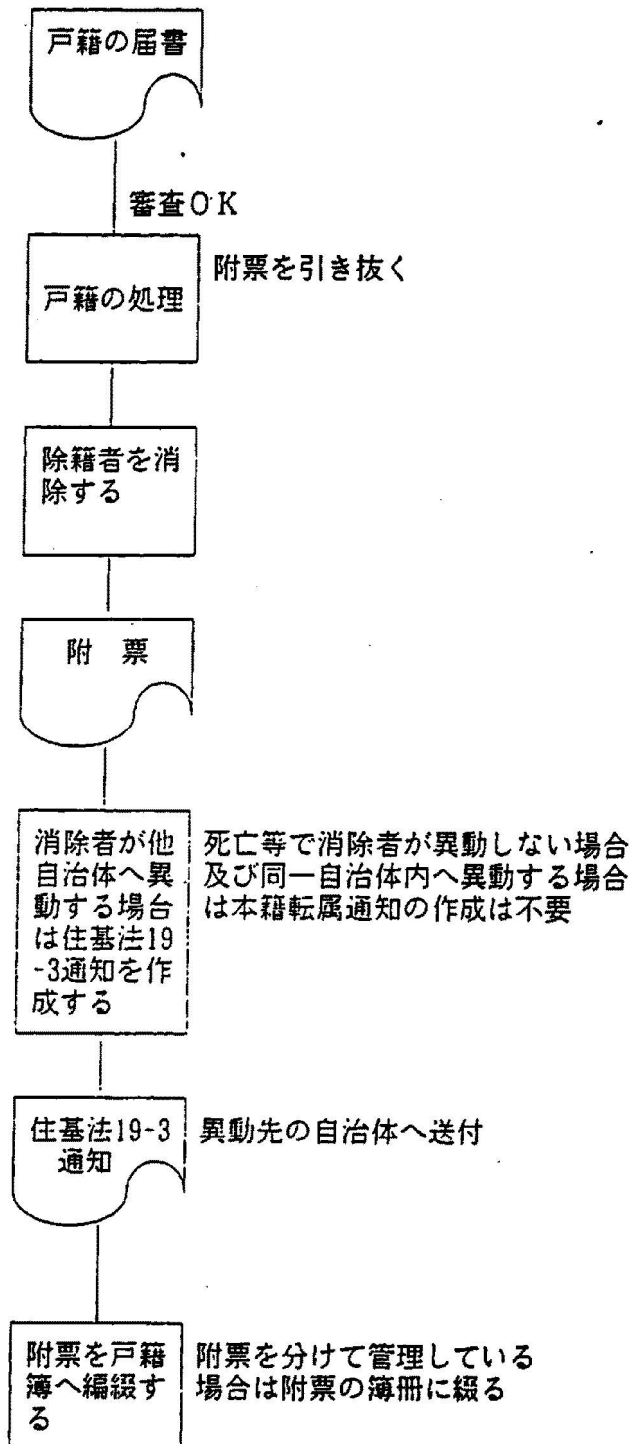 戸籍の届書
審査OK
戸籍の処理
附票を引き抜く
除籍者を消
除する
附 票
消除者が他
自治体へ異
動する場合
は住基法19
-3通知を作
成する
死亡等で消除者が異動しない場合
及び同一自治体内へ異動する場合
は本籍転属通知の作成は不要
住基法19-3
通知
異動先の自治体へ送付
附票を戸籍
簿へ編綴す
る
附票を分けて管理している
場合は附票の簿冊に綴る